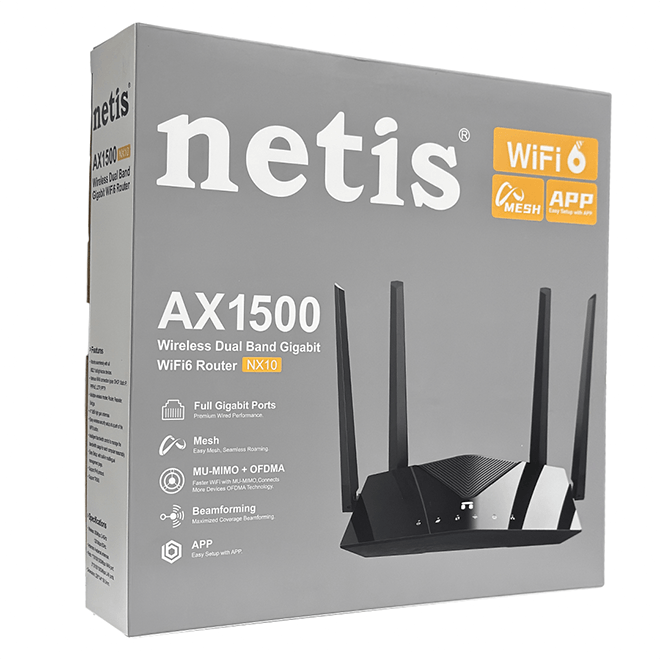 netis
AX1500 NX10
Wireless Dual Band
Gigabit WiFi6 Router
Features
Specifications
netis®
WiFi 6
MESH
APP
Easy Setup with APP
AX1500
Wireless Dual Band Gigabit
WiFi6 Router NX10
Full Gigabit Ports
Premium Wired Performance.
Mesh
Easy Mesh, Seamless Roaming.
MU-MIMO + OFDMA
Faster WiFi with MU-MIMO,Connects
More Devices OFDMA Technology.
Beamforming
Maximized Coverage Beamforming.
APP
Easy Setup with APP.